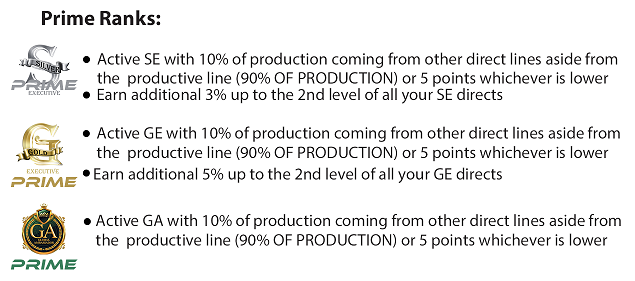 Prime Ranks:
SILVER
PRIME
EXECUTIVE
● Active SE with 10% of production coming from other direct lines aside from
the productive line (90% OF PRODUCTION) or 5 points whichever is lower
● Earn additional 3% up to the 2nd level of all your SE directs
GOLD
EXECUTIVE
PRIME
● Active GE with 10% of production coming from other direct lines aside from
the productive line (90% OF PRODUCTION) or 5 points whichever is lower
● Earn additional 5% up to the 2nd level of all your GE directs
GA
PRIME
● Active GA with 10% of production coming from other direct lines aside from
the productive line (90% OF PRODUCTION) or 5 points whichever is lower